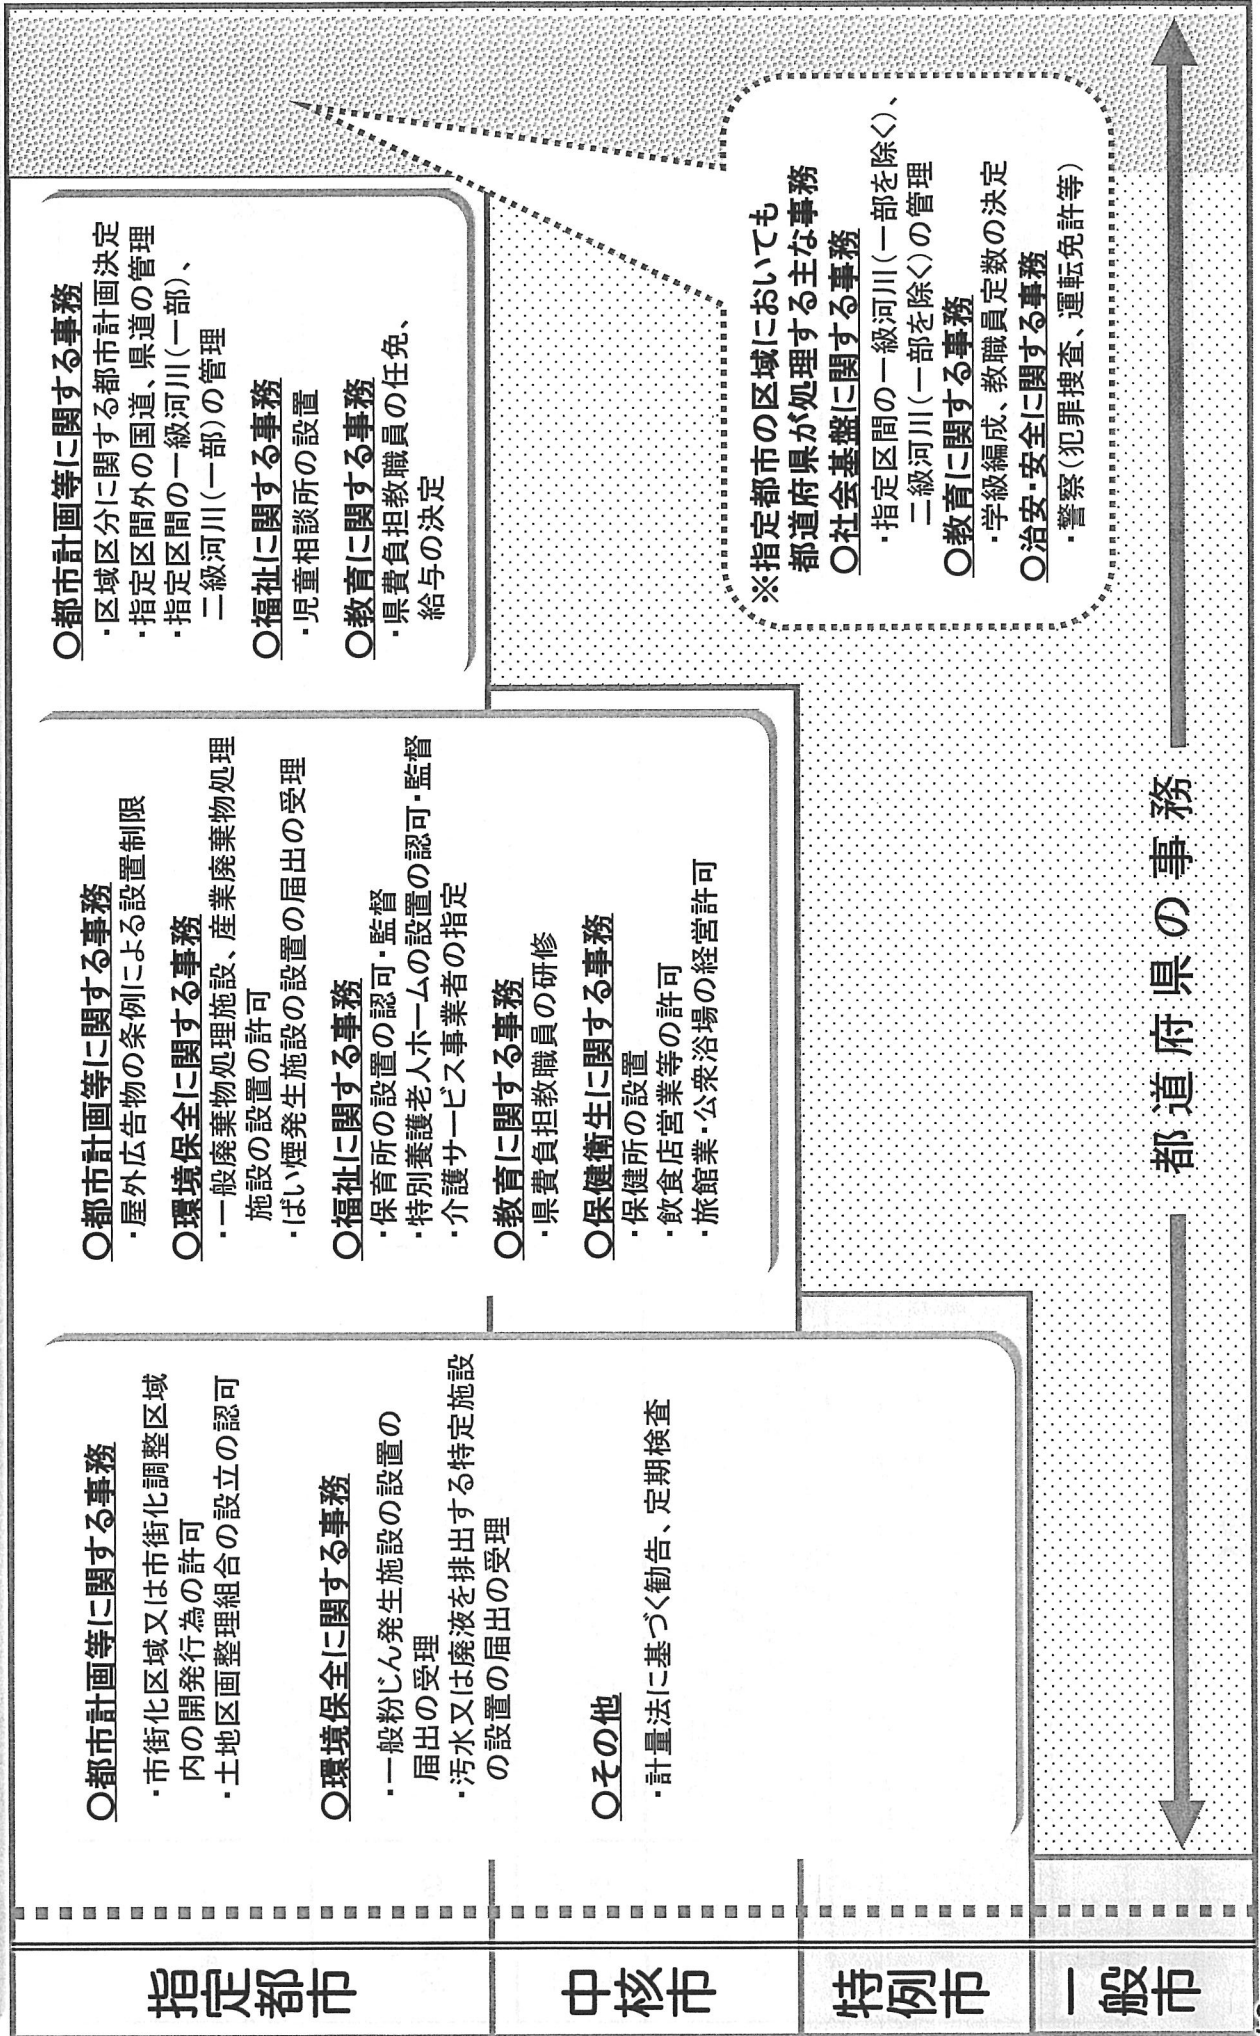 指定都市
中核市
特例市
一般市
○都市計画等に関する事務
・市街化区域又は市街化調整区域
内の開発行為の許可
・土地区画整理組合の設立の認可
○環境保全に関する事務
・一般粉じん発生施設の設置の
届出の受理
・汚水又は廃液を排出する特定施設
の設置の届出の受理
○その他
・計量法に基づく勧告、定期検査
○都市計画等に関する事務
・屋外広告物の条例による設置制限
○環境保全に関する事務
・一般廃棄物処理施設、産業廃棄物処理
施設の設置の許可
・ばい煙発生施設の設置の届出の受理
○福祉に関する事務
・保育所の設置の認可・監督
・特別養護老人ホームの設置の認可・監督
・介護サービス事業者の指定
○教育に関する事務
・県費負担教職員の研修
○保健衛生に関する事務
・保健所の設置
・飲食店営業等の許可
・旅館業・公衆浴場の経営許可
○都市計画等に関する事務
・区域区分に関する都市計画決定
・指定区間外の国道、県道の管理
・指定区間の一級河川(一部)、
二級河川(一部)の管理
○福祉に関する事務
・児童相談所の設置
○教育に関する事務
・県費負担教職員の任免、
給与の決定
※指定都市の区域においても
都道府県が処理する主な事務
○社会基盤に関する事務
・指定区間の一級河川(一部を除く)、
二級河川(一部を除く)の管理
○教育に関する事務
・学級編成、教職員定数の決定
○治安・安全に関する事務
・警察(犯罪捜査、運転免許等)
都道府県の事務